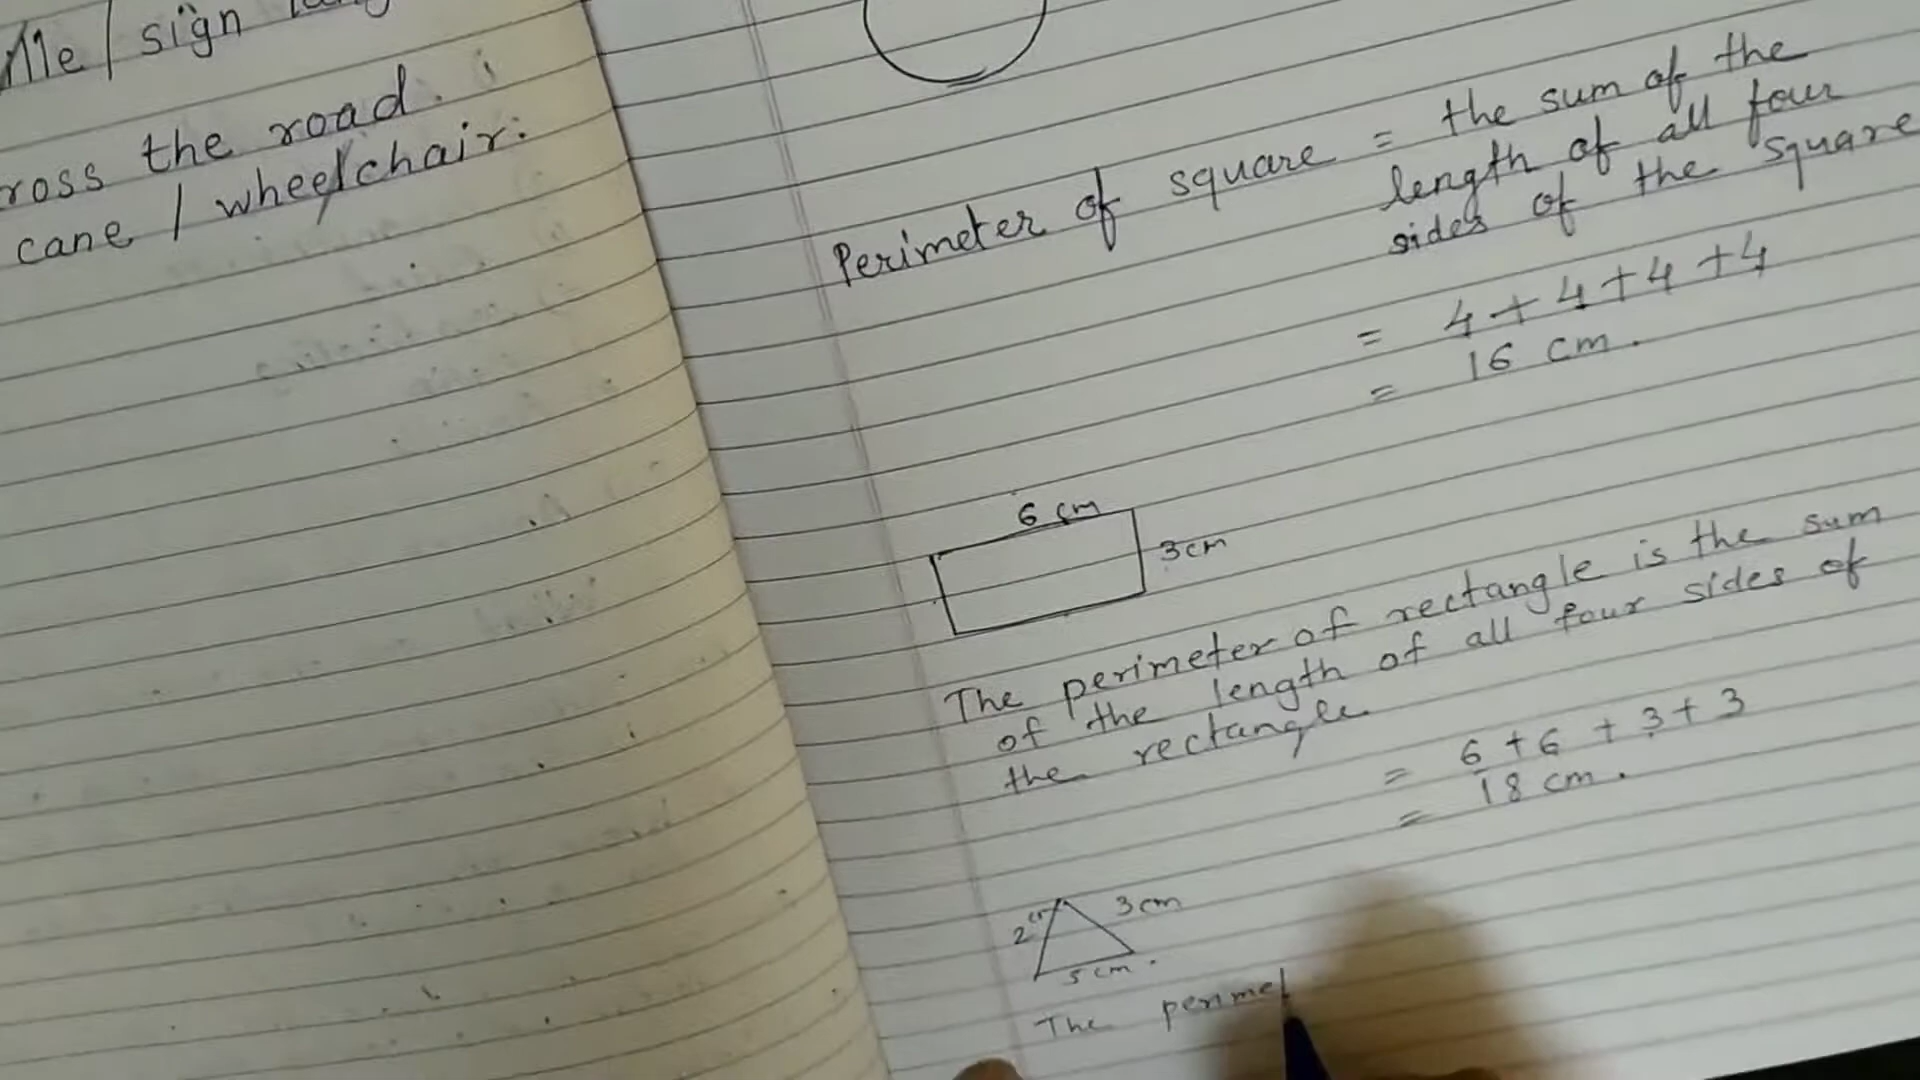 sign
ross the road.
cane / wheelchair.
Perimeter of square = the sum of the
length of all four
sides of the square
= 4 + 4 + 4 + 4
= 16 cm.
6 cm
3cm
The perimeter of rectangle is the sum
of the length of all four sides of
the rectangle.
= 6 + 6 + 3 + 3
= 18 cm.
2cm
3cm
5cm.
The perimet